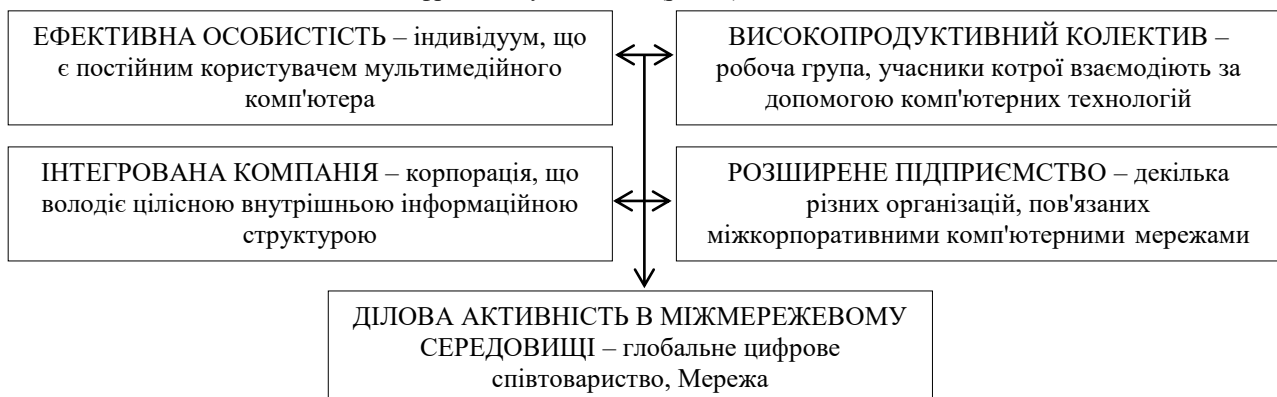 ЕФЕКТИВНА ОСОБИСТІСТЬ – індивідуум, що
є постійним користувачем мультимедійного
комп'ютера
ВИСОКОПРОДУКТИВНИЙ КОЛЕКТИВ –
робоча група, учасники котрої взаємодіють за
допомогою комп'ютерних технологій
ІНТЕГРОВАНА КОМПАНІЯ – корпорація, що
володіє цілісною внутрішньою інформаційною
структурою
РОЗШИРЕНЕ ПІДПРИЄМСТВО – декілька
різних організацій, пов'язаних
міжкорпоративними комп'ютерними мережами
ДІЛОВА АКТИВНІСТЬ В МІЖМЕРЕЖЕВОМУ
СЕРЕДОВИЩІ – глобальне цифрове
співтовариство, Мережа